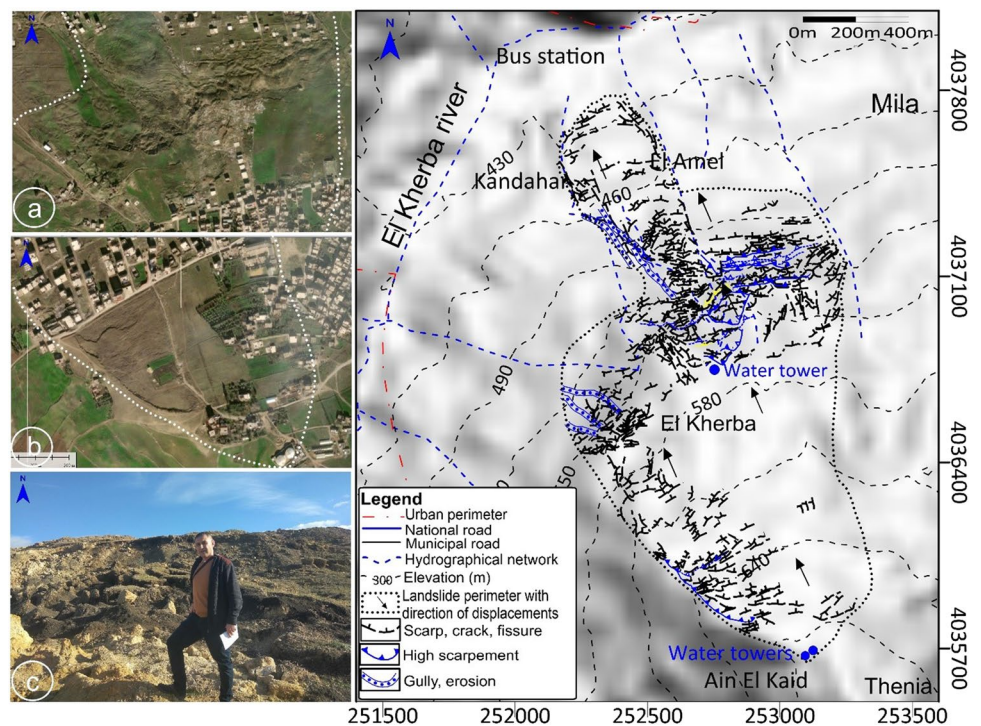 N
a
N
b
N
c
N
0m 200m 400m
Bus station
Mila
El Kherba river
430
El Amel
Kandahar
460
Water tower
490
580
El Kherba
50
0
640
Water towers
Ain El Kaid
Thenia
4037800
4037100
4036400
4035700
251500 252000 252500 253000 253500
Legend
Urban perimeter
National road
Municipal road
Hydrographical network
300 Elevation (m)
Landslide perimeter with
direction of displacements
Scarp, crack, fissure
High scarpement
Gully, erosion